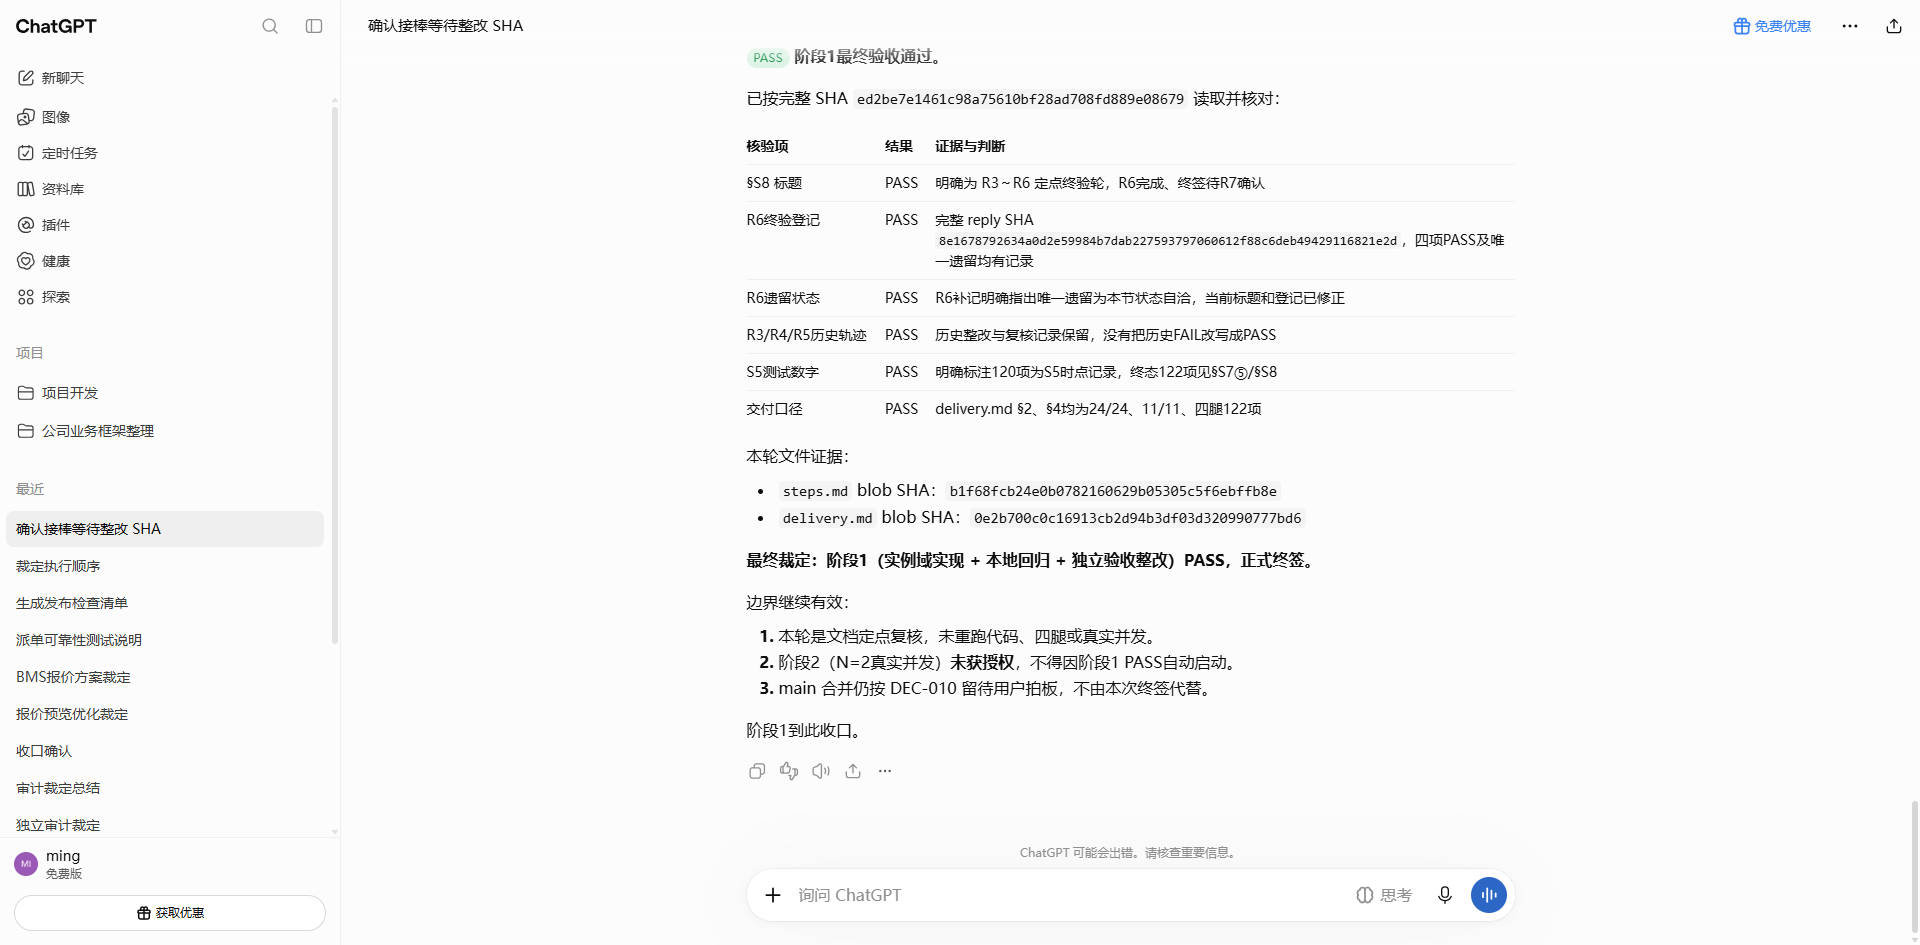 ChatGPT
新聊天
图像
定时任务
资料库
插件
健康
探索
项目
项目开发
公司业务框架整理
最近
确认接棒等待整改 SHA
裁定执行顺序
生成发布检查清单
派单可靠性测试说明
BMS报价方案裁定
报价预览优化裁定
收口确认
审计裁定总结
独立审计裁定
MI
ming
免费版
获取优惠
确认接棒等待整改 SHA
免费优惠
PASS 阶段1最终验收通过。
已按完整 SHA ed2be7e1461c98a75610bf28ad708fd889e08679 读取并核对：
核验项 结果 证据与判断
§S8 标题 PASS 明确为 R3～R6 定点终验轮，R6完成、终签待R7确认
R6终验登记 PASS 完整 reply SHA
8e1678792634a0d2e59984b7dab227593797060612f88c6deb49429116821e2d，四项PASS及唯
一遗留均有记录
R6遗留状态 PASS R6补记明确指出唯一遗留为本节状态自洽，当前标题和登记已修正
R3/R4/R5历史轨迹 PASS 历史整改与复核记录保留，没有把历史FAIL改写成PASS
S5测试数字 PASS 明确标注120项为S5时点记录，终态122项见§S7⑤/§S8
交付口径 PASS delivery.md §2、§4均为24/24、11/11、四腿122项
本轮文件证据：
• steps.md blob SHA：b1f68fcb24e0b0782160629b05305c5f6ebffb8e
• delivery.md blob SHA：0e2b700c0c16913cb2d94b3df03d320990777bd6
最终裁定：阶段1（实例域实现 + 本地回归 + 独立验收整改）PASS，正式终签。
边界继续有效：
1. 本轮是文档定点复核，未重跑代码、四腿或真实并发。
2. 阶段2（N=2真实并发）未获授权，不得因阶段1 PASS自动启动。
3. main 合并仍按 DEC-010 留待用户拍板，不由本次终签代替。
阶段1到此收口。
ChatGPT 可能会出错。请核查重要信息。
询问 ChatGPT
思考